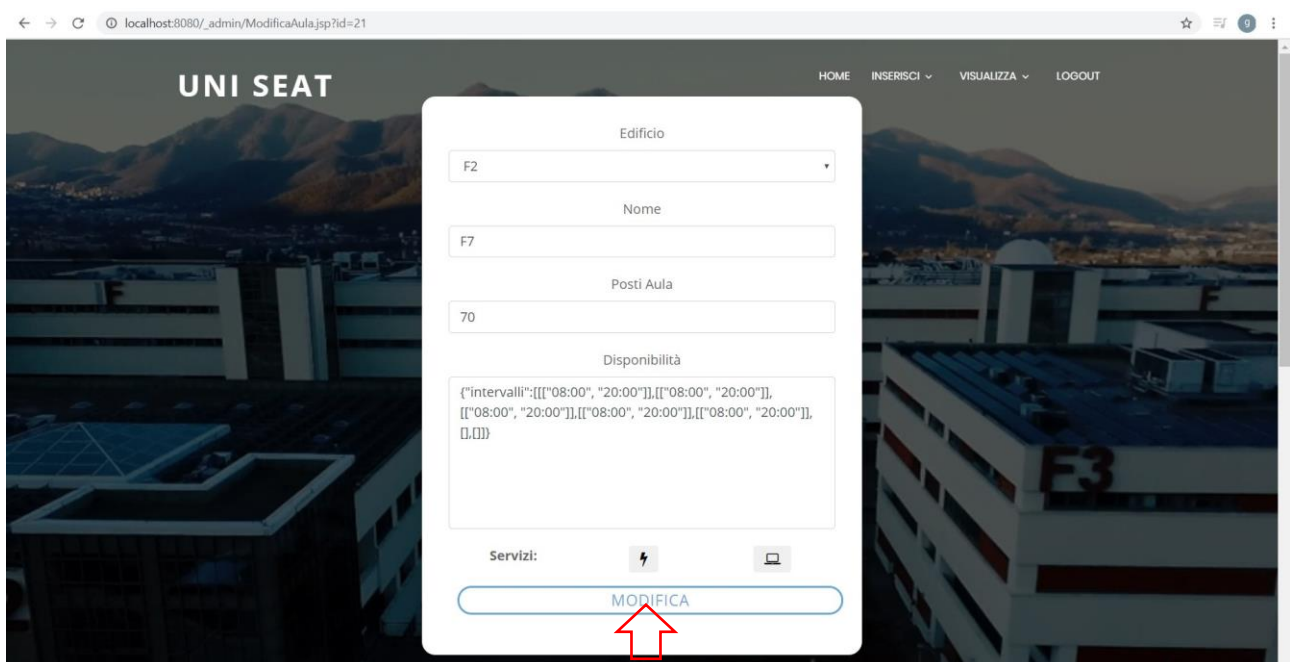 localhost:8080/_admin/ModificaAula.jsp?id=21
g
UNI SEAT
HOME INSERISCI VISUALIZZA LOGOUT
Edificio
F2
Nome
F7
Posti Aula
70
Disponibilità
{"intervalli":[[["08:00", "20:00"]],[["08:00", "20:00"]],
[["08:00", "20:00"]],[["08:00", "20:00"]],[["08:00", "20:00"]],
[],[]]}
Servizi:
MODIFICA
F
F
F3